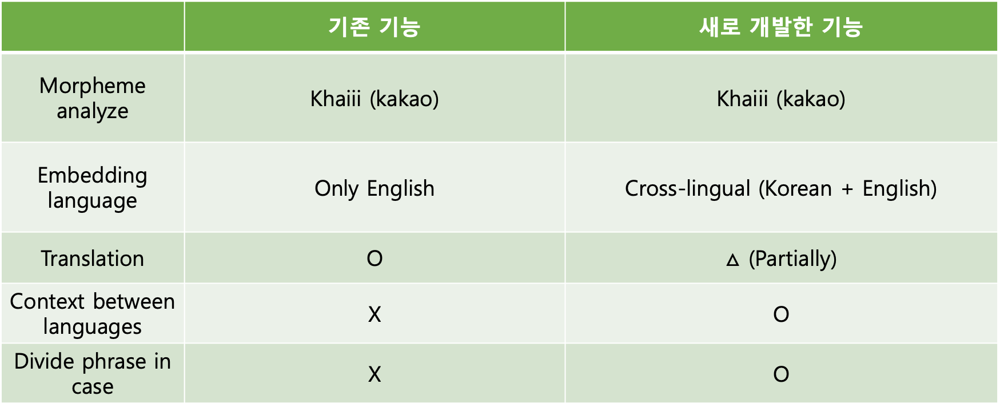 기존 기능
새로 개발한 기능
Morpheme
analyze
Khaiii (kakao)
Khaiii (kakao)
Embedding
language
Only English
Cross-lingual (Korean + English)
Translation
O
△ (Partially)
Context between
languages
X
O
Divide phrase in
case
X
O